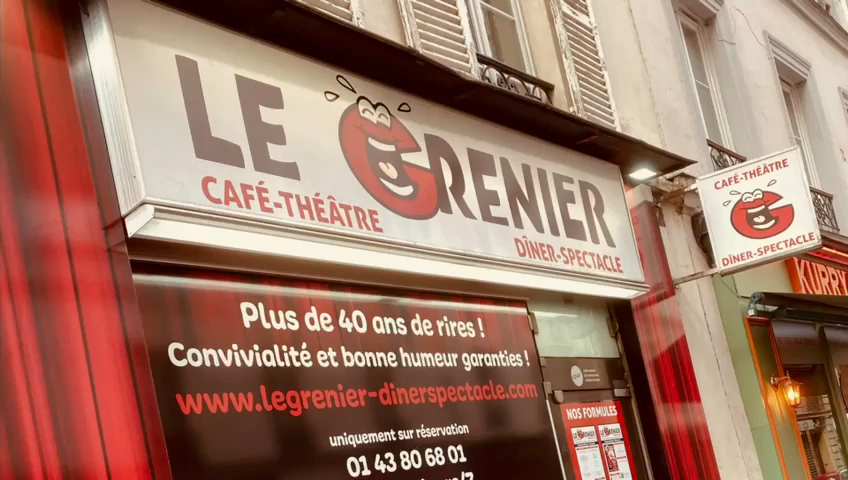 LE GRENIER
CAFÉ-THÉÂTRE
DÎNER-SPECTACLE
CAFÉ-THÉÂTRE
DÎNER-SPECTACLE
KURRY
Plus de 40 ans de rires !
Convivialité et bonne humeur garanties !
www.legrenier-dinerspectacle.com
uniquement sur réservation
01 43 80 68 01
NOS FORMULES